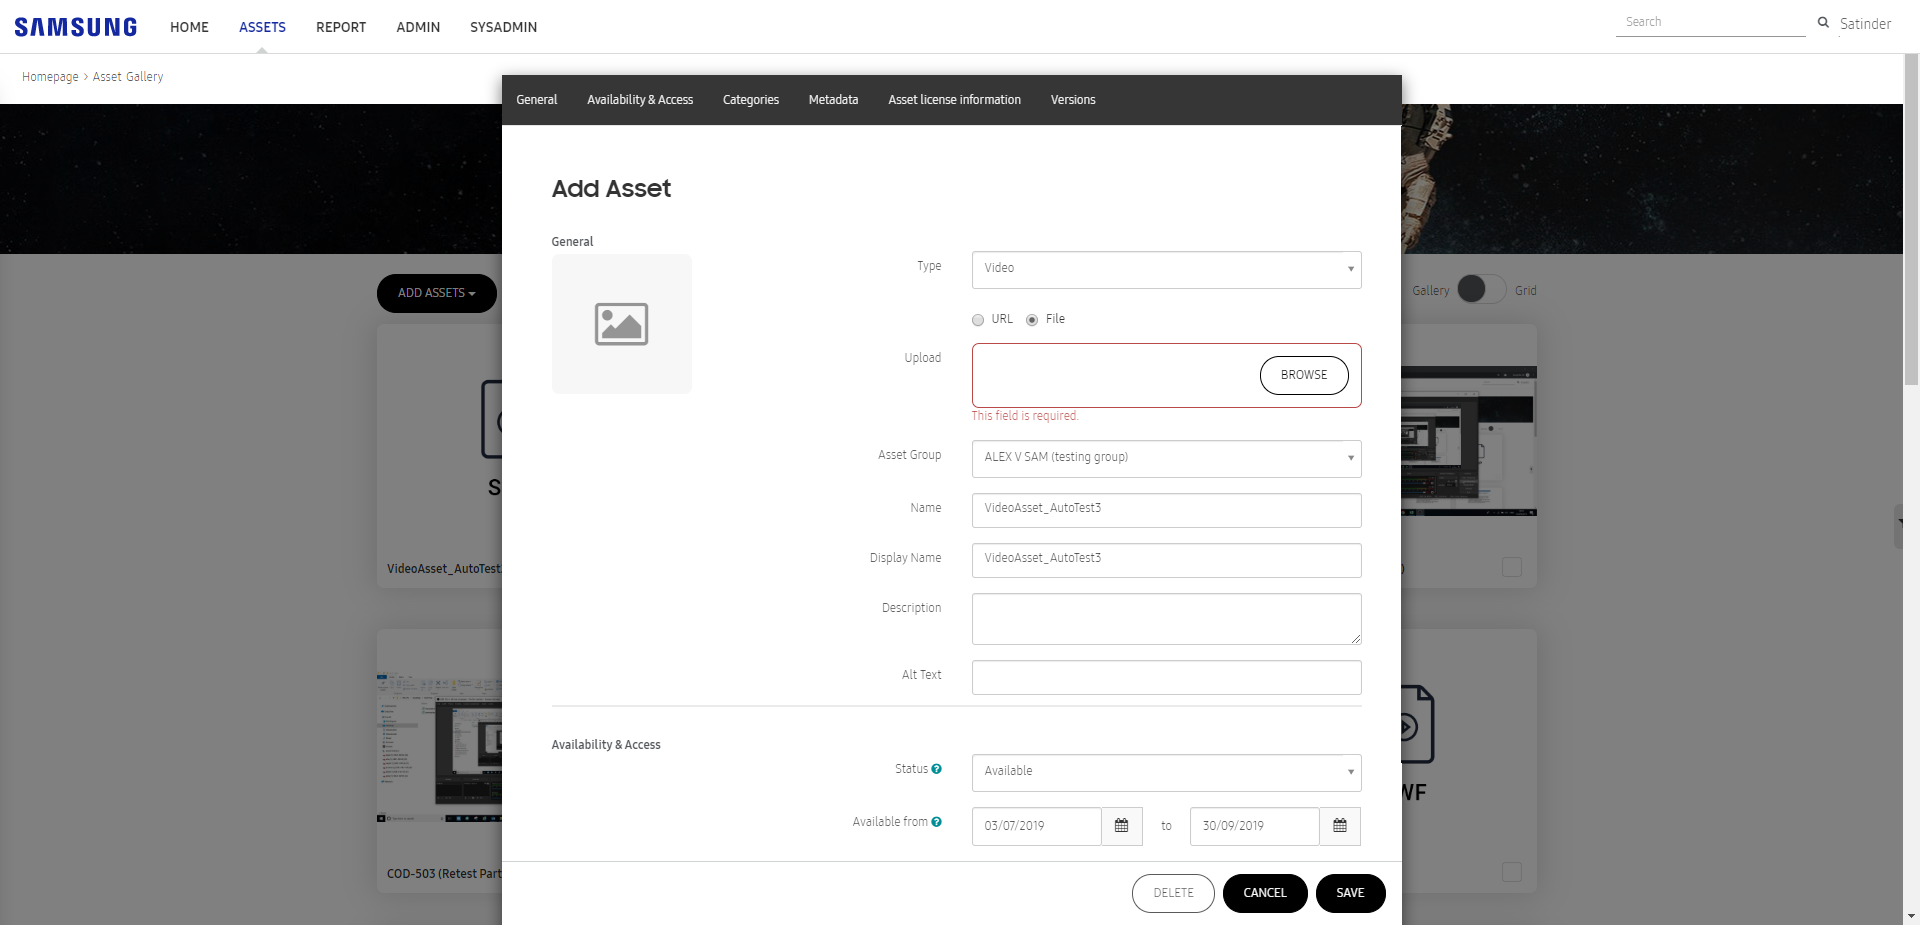 SAMSUNG HOME ASSETS REPORT ADMIN SYSADMIN Search Satinder
Homepage > Asset Gallery
General Availability & Access Categories Metadata Asset license information Versions
Add Asset
General
Type Video
ADD ASSETS
Gallery Grid
URL File
Upload BROWSE
This field is required.
Asset Group ALEX V SAM (testing group)
Name VideoAsset_AutoTest3
Display Name VideoAsset_AutoTest3
VideoAsset_AutoTest
Description
Alt Text
Availability & Access
Status ? Available
Available from ? 03/07/2019 to 30/09/2019
COD-503 (Retest Part
DELETE CANCEL SAVE